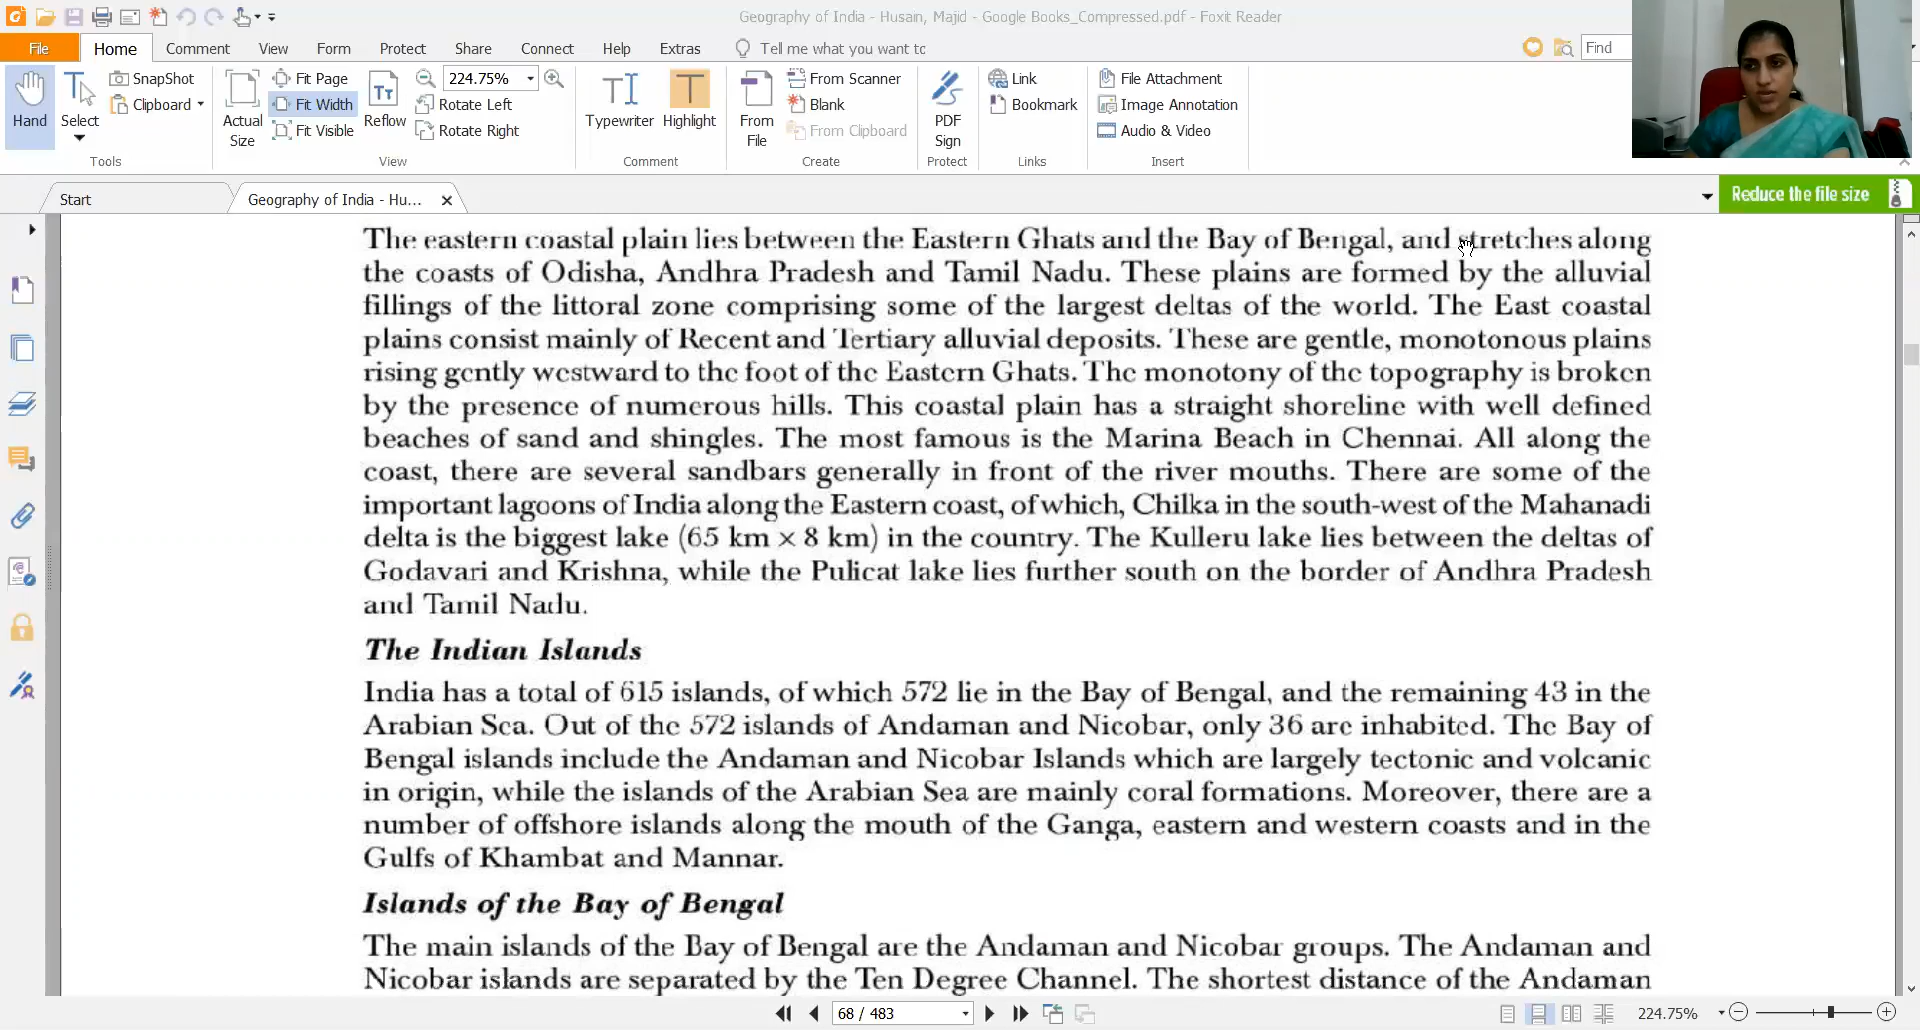 Geography of India - Husain, Majid - Google Books_Compressed.pdf - Foxit Reader
File Home Comment View Form Protect Share Connect Help Extras Tell me what you want to Find
Hand
Select
SnapShot
Clipboard
Tools
Actual Size
Fit Page
Fit Width
Fit Visible
Reflow
224.75%
Rotate Left
Rotate Right
View
Typewriter
Highlight
Comment
From File
From Scanner
Blank
From Clipboard
Create
PDF Sign
Protect
Link
Bookmark
Links
File Attachment
Image Annotation
Audio & Video
Insert
Start
Geography of India - Hu...
Reduce the file size
The eastern coastal plain lies between the Eastern Ghats and the Bay of Bengal, and stretches along
the coasts of Odisha, Andhra Pradesh and Tamil Nadu. These plains are formed by the alluvial
fillings of the littoral zone comprising some of the largest deltas of the world. The East coastal
plains consist mainly of Recent and Tertiary alluvial deposits. These are gentle, monotonous plains
rising gently westward to the foot of the Eastern Ghats. The monotony of the topography is broken
by the presence of numerous hills. This coastal plain has a straight shoreline with well defined
beaches of sand and shingles. The most famous is the Marina Beach in Chennai. All along the
coast, there are several sandbars generally in front of the river mouths. There are some of the
important lagoons of India along the Eastern coast, of which, Chilka in the south-west of the Mahanadi
delta is the biggest lake (65 km × 8 km) in the country. The Kulleru lake lies between the deltas of
Godavari and Krishna, while the Pulicat lake lies further south on the border of Andhra Pradesh
and Tamil Nadu.
The Indian Islands
India has a total of 615 islands, of which 572 lie in the Bay of Bengal, and the remaining 43 in the
Arabian Sea. Out of the 572 islands of Andaman and Nicobar, only 36 are inhabited. The Bay of
Bengal islands include the Andaman and Nicobar Islands which are largely tectonic and volcanic
in origin, while the islands of the Arabian Sea are mainly coral formations. Moreover, there are a
number of offshore islands along the mouth of the Ganga, eastern and western coasts and in the
Gulfs of Khambat and Mannar.
Islands of the Bay of Bengal
The main islands of the Bay of Bengal are the Andaman and Nicobar groups. The Andaman and
Nicobar islands are separated by the Ten Degree Channel. The shortest distance of the Andaman
68 / 483
224.75%